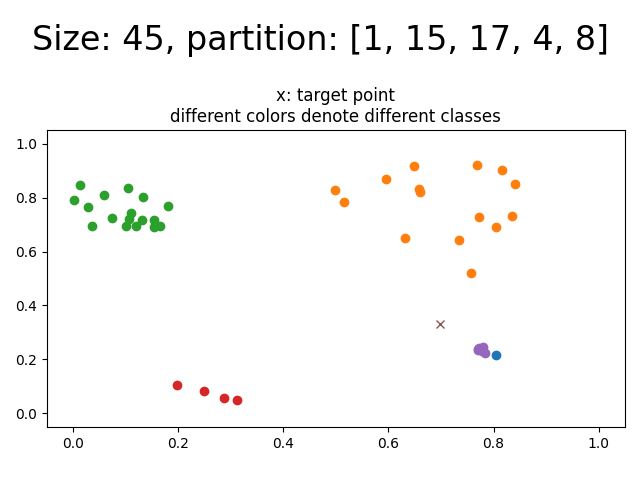 Size: 45, partition: [1, 15, 17, 4, 8]
x: target point
different colors denote different classes
1.0
0.8
0.6
0.4
0.2
0.0
0.0 0.2 0.4 0.6 0.8 1.0